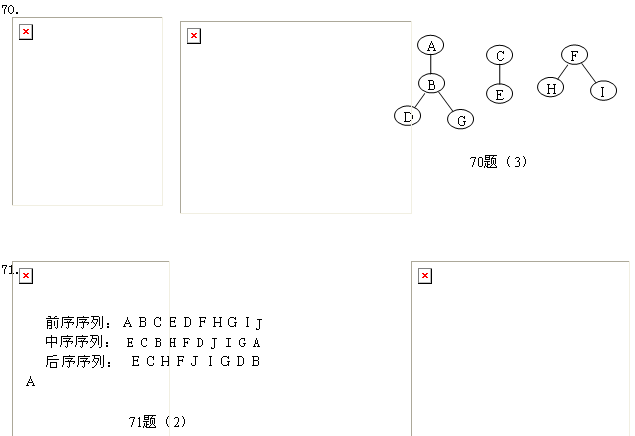 70.
A
C
F
B
E
H
I
D
G
70题（3）
71.
前序序列： A B C E D F H G I J
中序序列： E C B H F D J I G A
后序序列： E C H F J I G D B
A
71题（2）